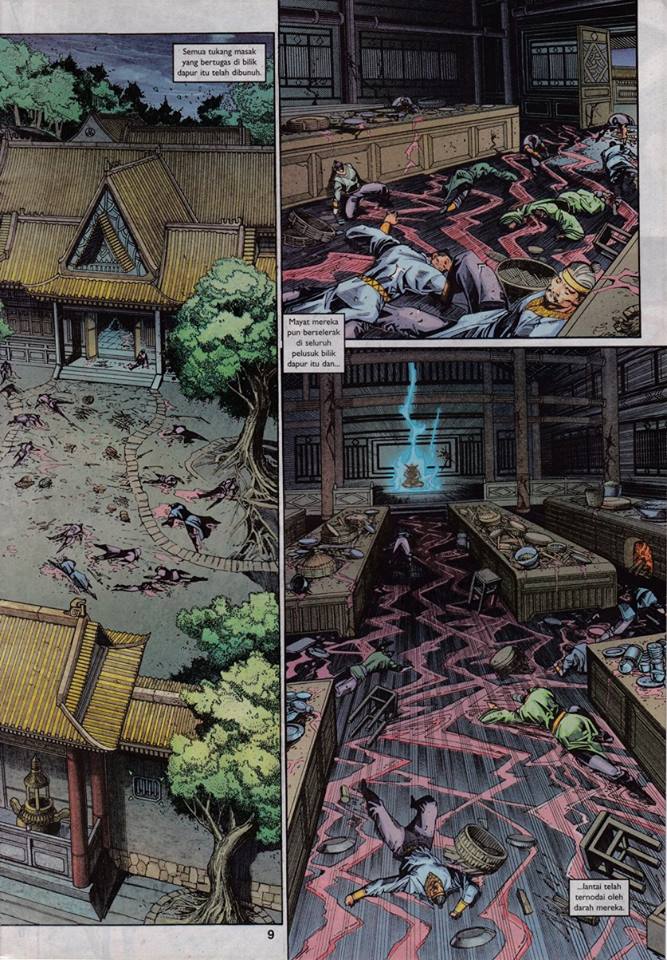 Semua tukang masak
yang bertugas di bilik
dapur itu telah dibunuh.
Mayat mereka
pun berselerak
di seluruh
pelusuk bilik
dapur itu dan...
...lantai telah
ternodai oleh
darah mereka.
9